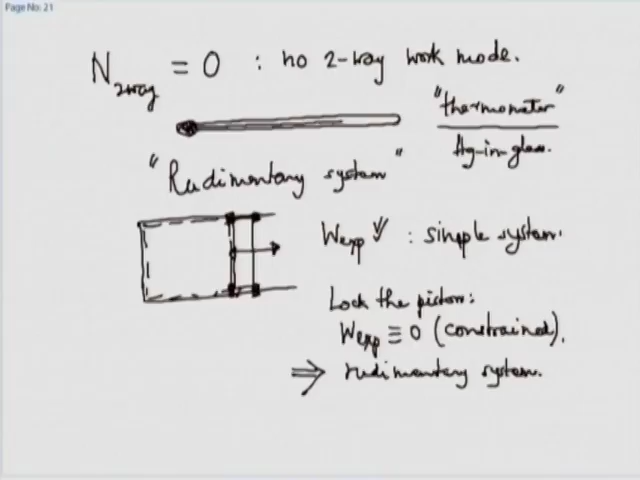 Page No: 21
N2way = 0 : no 2-way work mode.
"thermometer"
Hg-in-glass.
"Rudimentary system"
Wexp ✓ : simple system.
Lock the piston:
Wexp ≡ 0 (constrained).
⇒ rudimentary system.